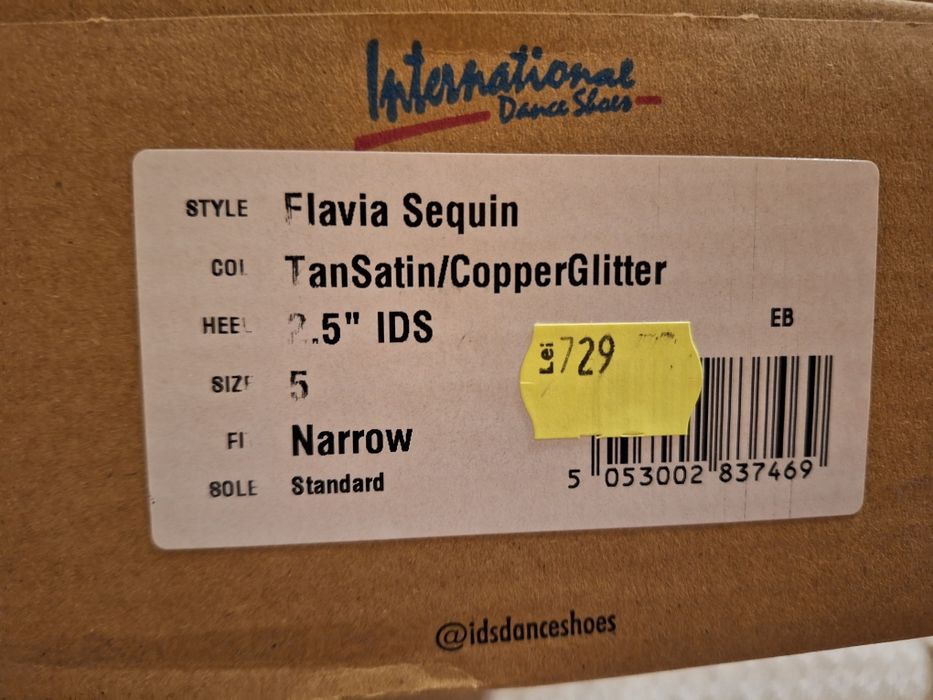 International
Dance Shoes
STYLE Flavia Sequin
COL TanSatin/CopperGlitter
HEEL 2.5" IDS
EB
Lei 729
SIZE 5
FI Narrow
SOLE Standard
5 053002 837469
@idsdanceshoes